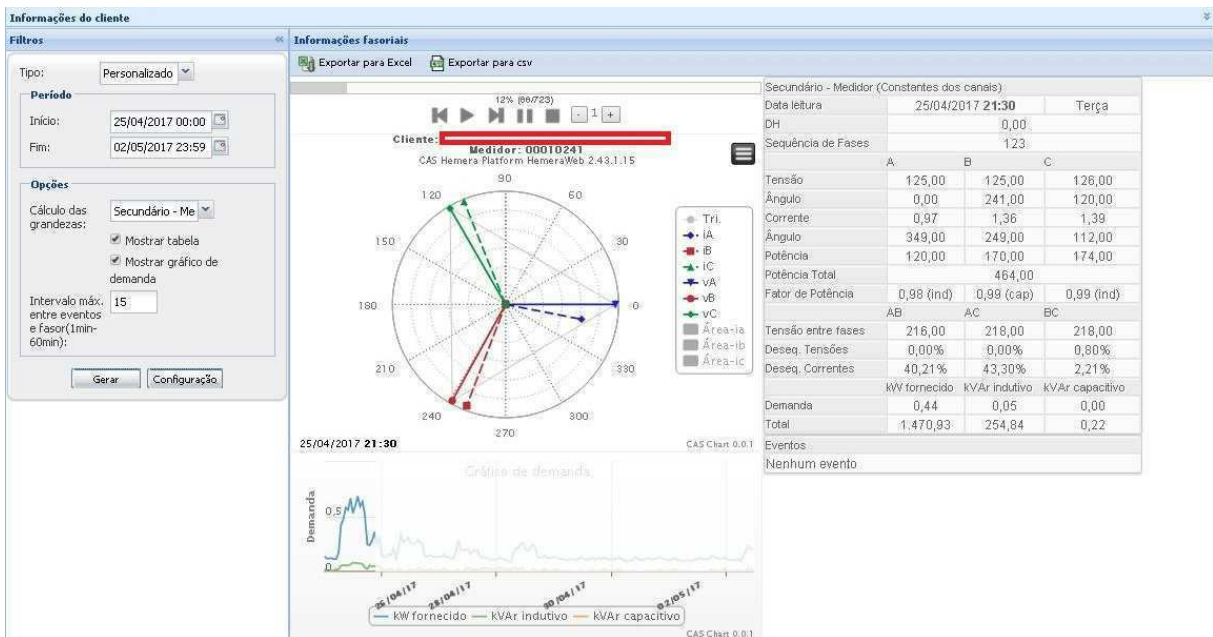 Informações do cliente
Filtros
Tipo: Personalizado
Período
Início: 25/04/2017 00:00
Fim: 02/05/2017 23:59
Opções
Cálculo das grandezas: Secundário - Me
Mostrar tabela
Mostrar gráfico de demanda
Intervalo máx. entre eventos e fasor(1min-60min): 15
Gerar Configuração
Informações fasoriais
Exportar para Excel Exportar para csv
- 1 +
Cliente:
Medidor: 00010241
CAS Hemera Platform HemeraWeb 2.43.1.15
90
120 60
150 30
180 0
210 330
240 300
270
Tri.
iA
iB
iC
vA
vB
vC
Área-ia
Área-ib
Área-ic
25/04/2017 21:30 CAS Chart 0.0.1
Gráfico de demanda
Demanda
0,5
0
26/04/17 28/04/17 30/04/17 02/05/17
kW fornecido kVAr indutivo kVAr capacitivo
CAS Chart 0.0.1
Secundário - Medidor (Constantes dos canais)
Data leitura 25/04/2017 21:30 Terça
DH 0,00
Sequência de Fases 123
A B C
Tensão 125,00 125,00 126,00
Ângulo 0,00 241,00 120,00
Corrente 0,97 1,36 1,39
Ângulo 349,00 249,00 112,00
Potência 120,00 170,00 174,00
Potência Total 464,00
Fator de Potência 0,98 (ind) 0,99 (cap) 0,99 (ind)
AB AC BC
Tensão entre fases 216,00 218,00 218,00
Deseq. Tensões 0,00% 0,00% 0,80%
Deseq. Correntes 40,21% 43,30% 2,21%
kW fornecido kVAr indutivo kVAr capacitivo
Demanda 0,44 0,05 0,00
Total 1.470,93 254,84 0,22
Eventos
Nenhum evento